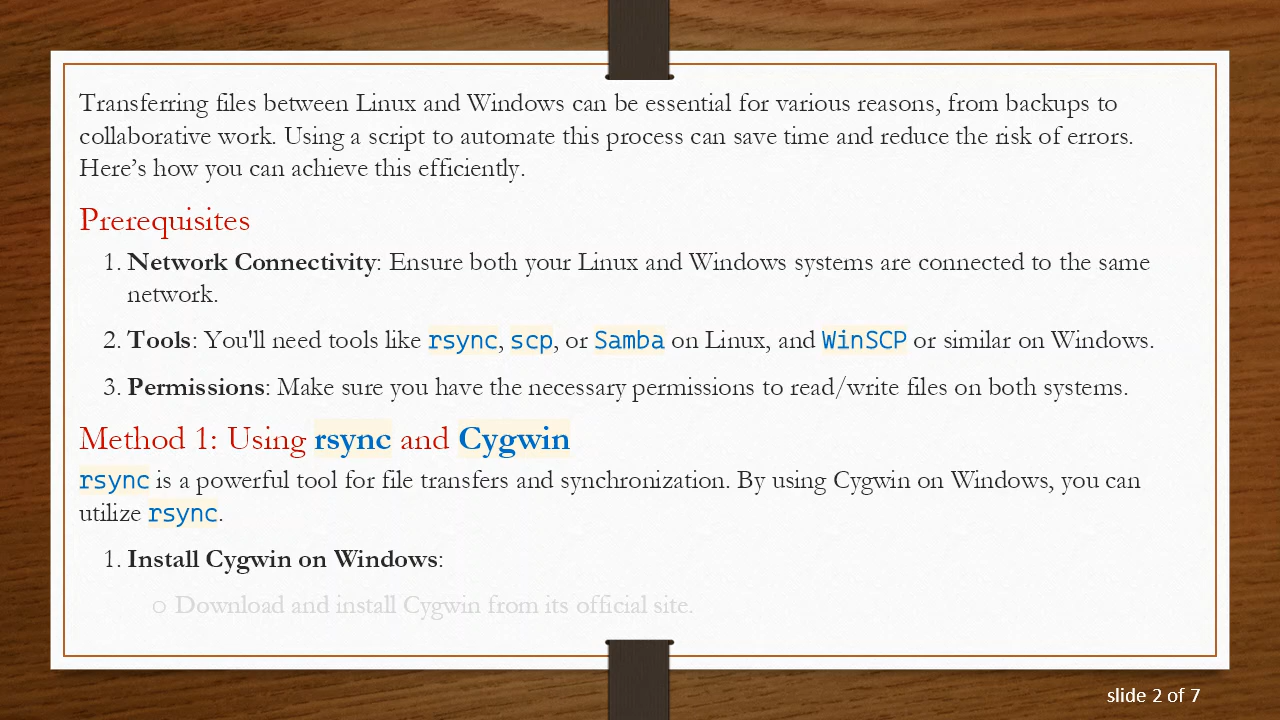 Transferring files between Linux and Windows can be essential for various reasons, from backups to
collaborative work. Using a script to automate this process can save time and reduce the risk of errors.
Here’s how you can achieve this efficiently.
Prerequisites
1. Network Connectivity: Ensure both your Linux and Windows systems are connected to the same
network.
2. Tools: You'll need tools like rsync, scp, or Samba on Linux, and WinSCP or similar on Windows.
3. Permissions: Make sure you have the necessary permissions to read/write files on both systems.
Method 1: Using rsync and Cygwin
rsync is a powerful tool for file transfers and synchronization. By using Cygwin on Windows, you can
utilize rsync.
1. Install Cygwin on Windows:
○ Download and install Cygwin from its official site.
slide 2 of 7